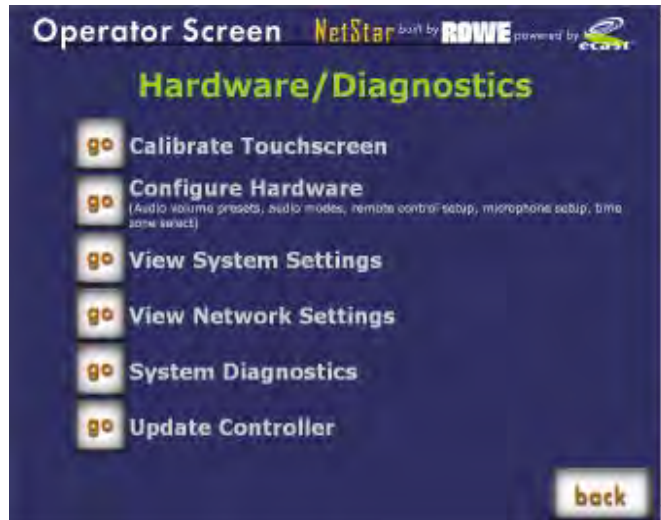 Operator Screen NetStar built by ROWE powered by ecast
Hardware/Diagnostics
go Calibrate Touchscreen
go Configure Hardware
(Audio volume presets, audio modes, remote control setup, microphone setup, time
zone select)
go View System Settings
go View Network Settings
go System Diagnostics
go Update Controller
back